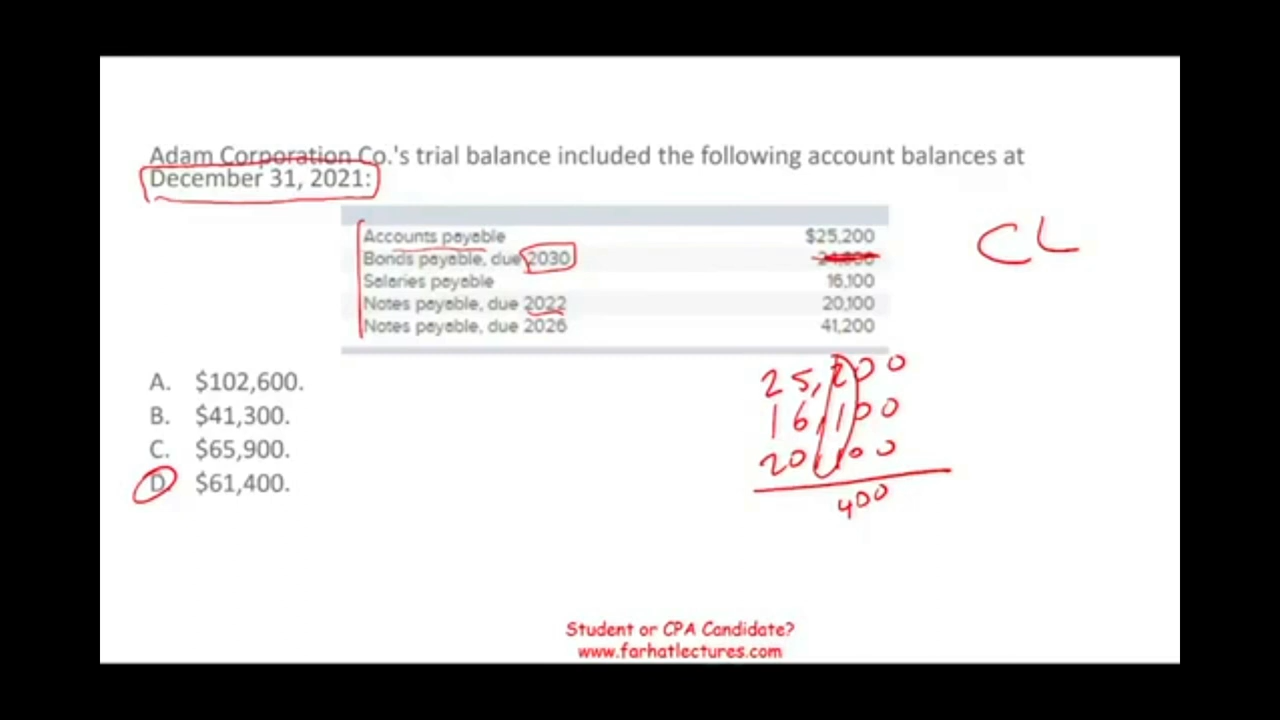 Adam Corporation Co.'s trial balance included the following account balances at
December 31, 2021:
CL
Accounts payable $25,200
Bonds payable, due 2030
Salaries payable 16,100
Notes payable, due 2022 20,100
Notes payable, due 2026 41,200
A. $102,600.
B. $41,300.
C. $65,900.
D. $61,400.
25,200
16,100
20,100
400
Student or CPA Candidate?
www.farhatlectures.com